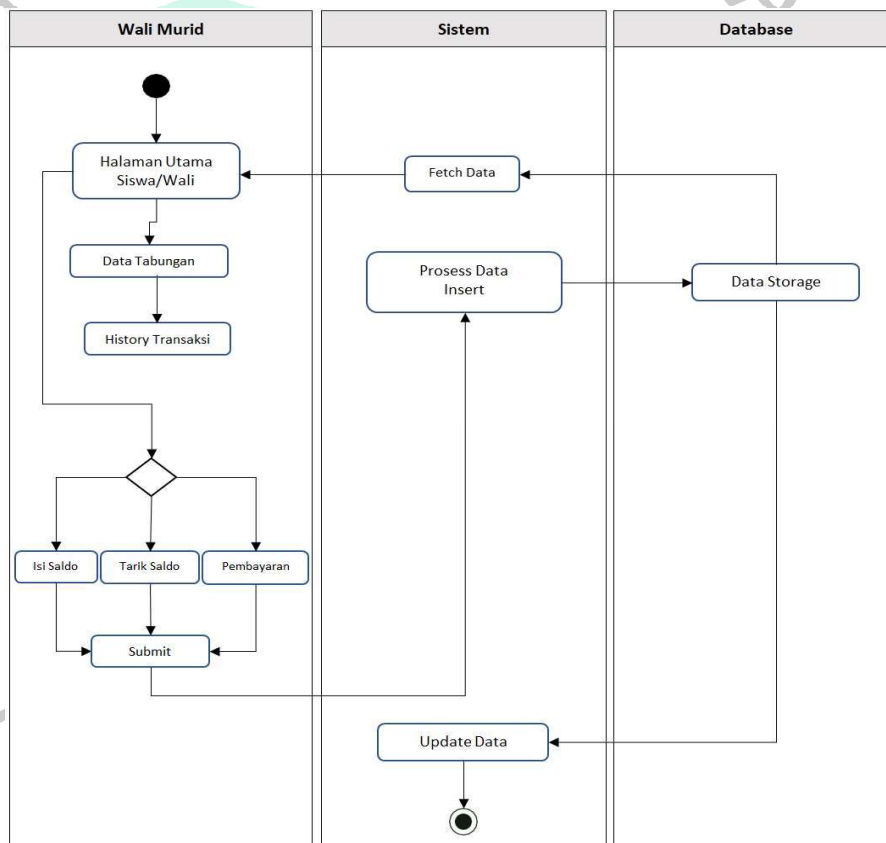 Wali Murid
Sistem
Database
Halaman Utama
Siswa/Wali
Fetch Data
Data Tabungan
Prosess Data
Insert
Data Storage
History Transaksi
Isi Saldo
Tarik Saldo
Pembayaran
Submit
Update Data